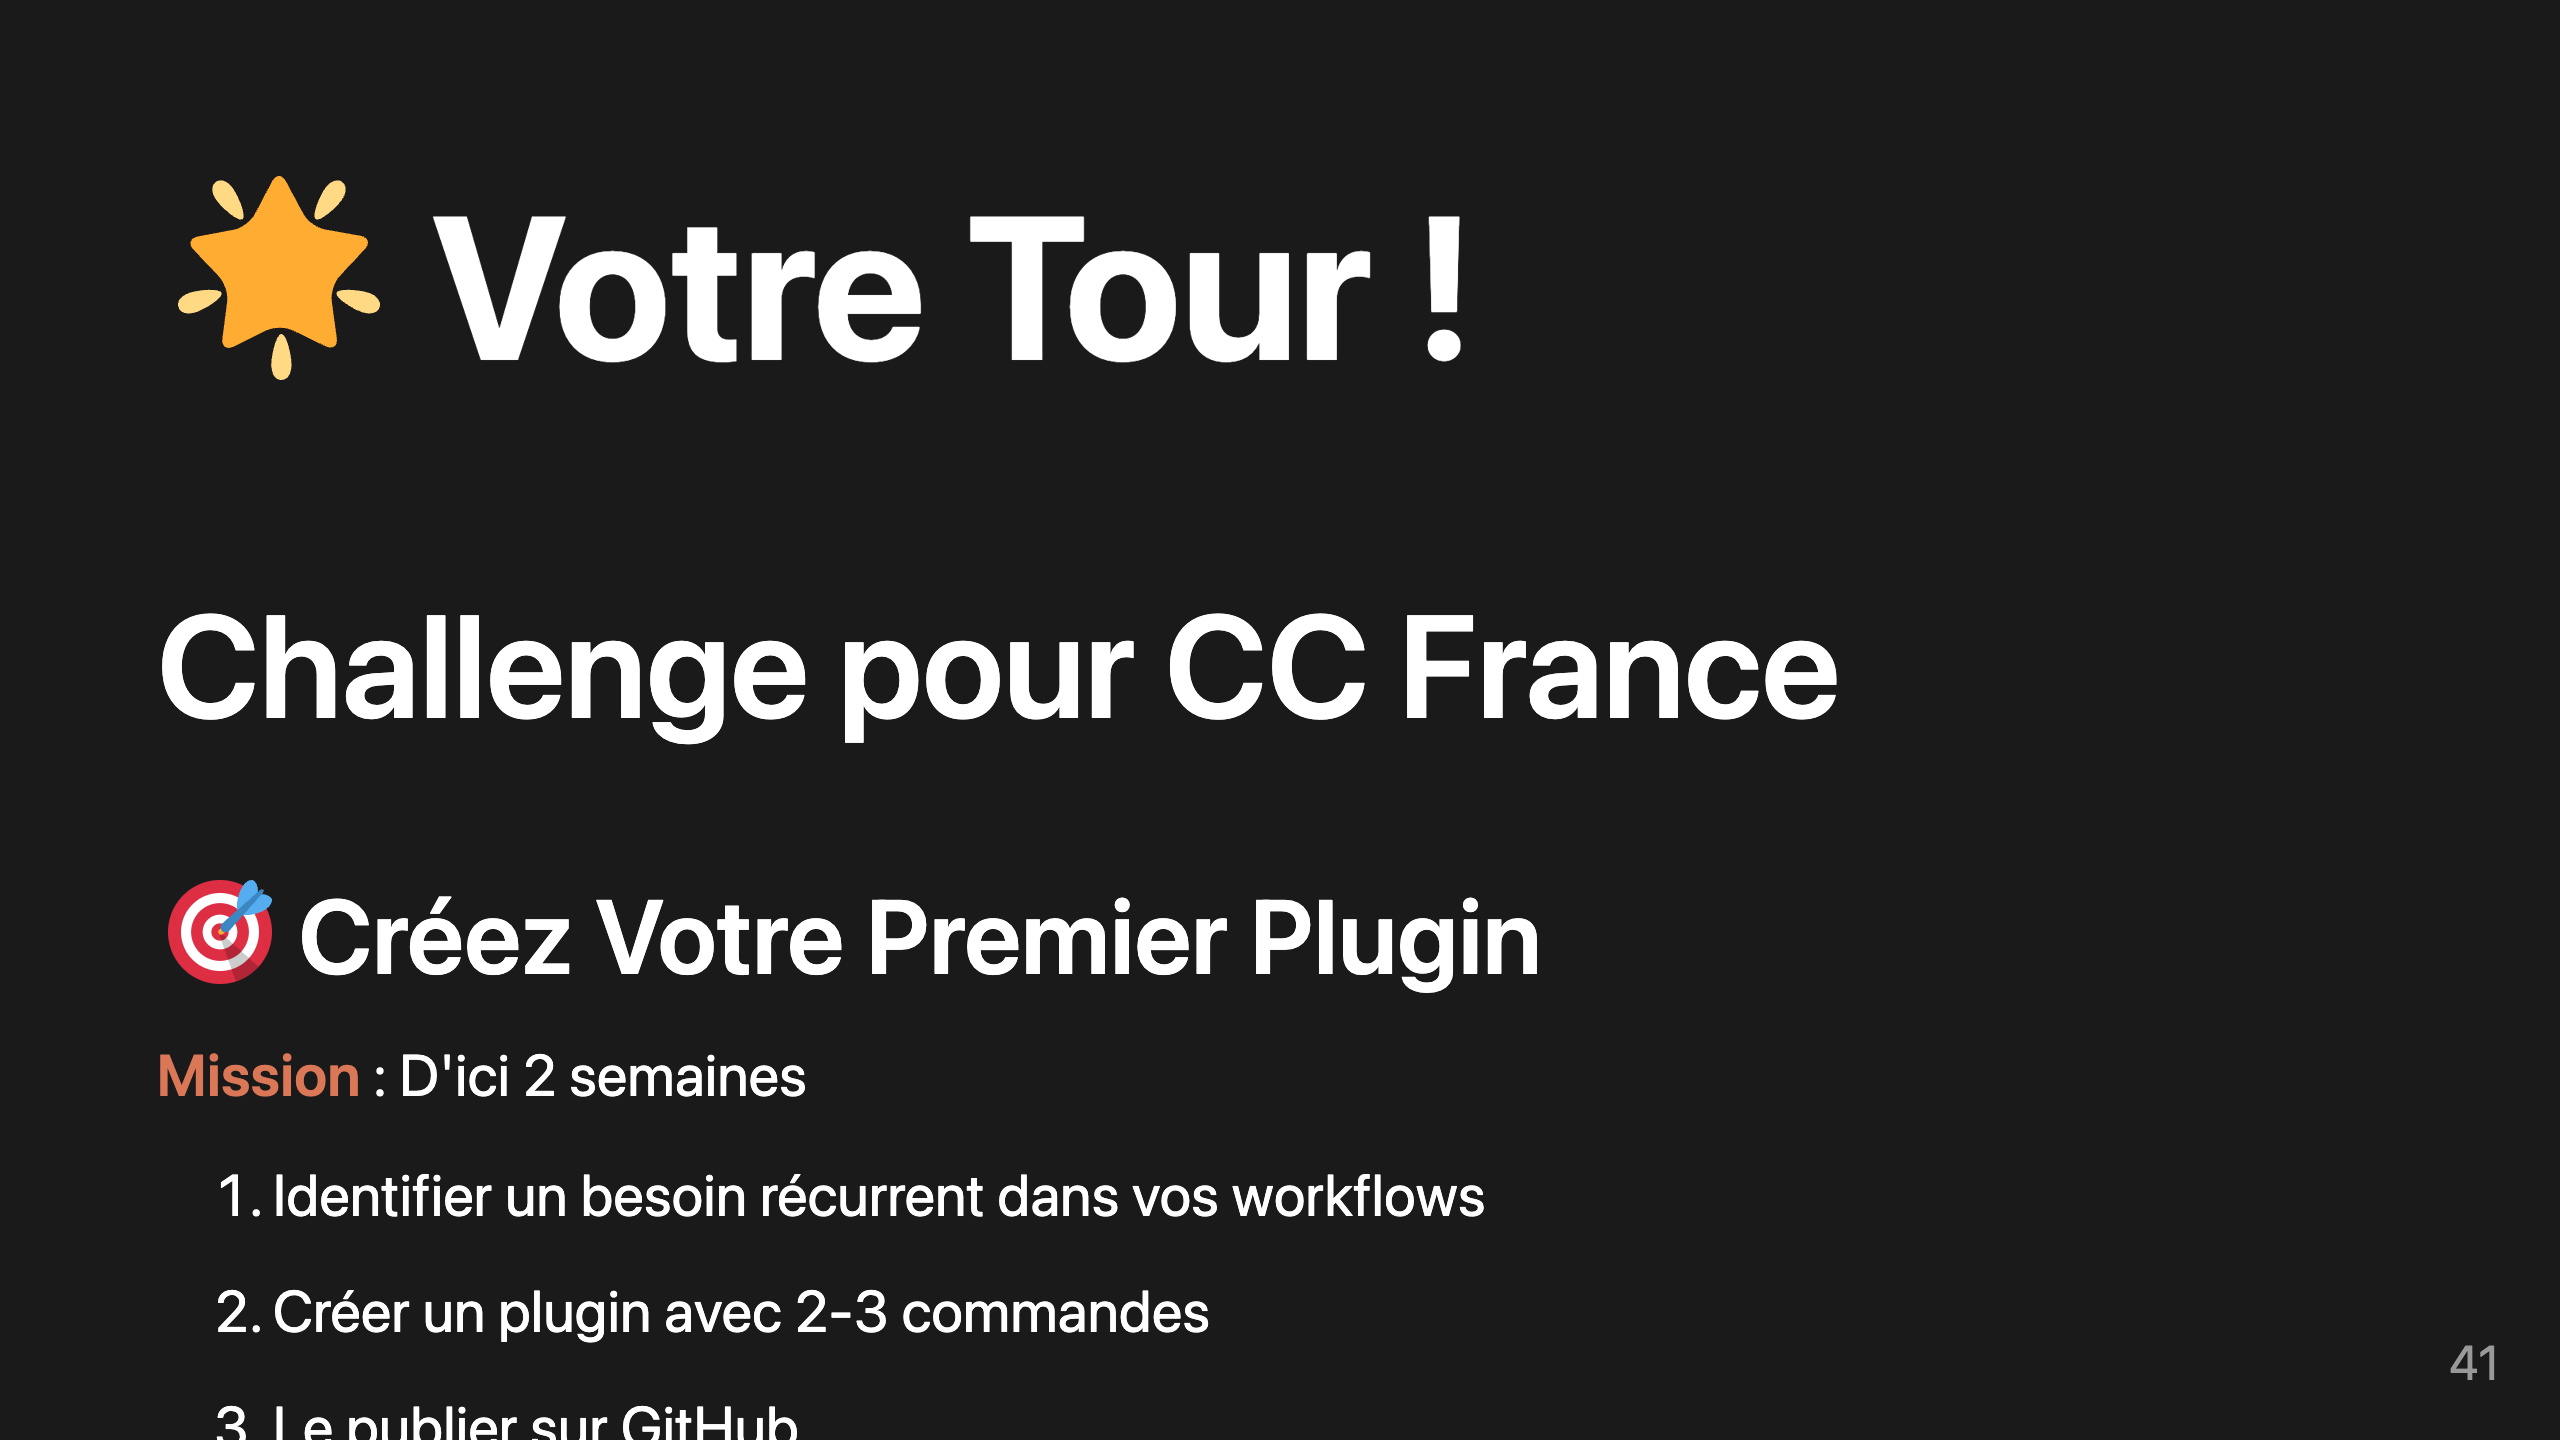 Votre Tour !
Challenge pour CC France
Créez Votre Premier Plugin
Mission : D'ici 2 semaines
1. Identifier un besoin récurrent dans vos workflows
2. Créer un plugin avec 2-3 commandes
3. Le publier sur GitHub
41